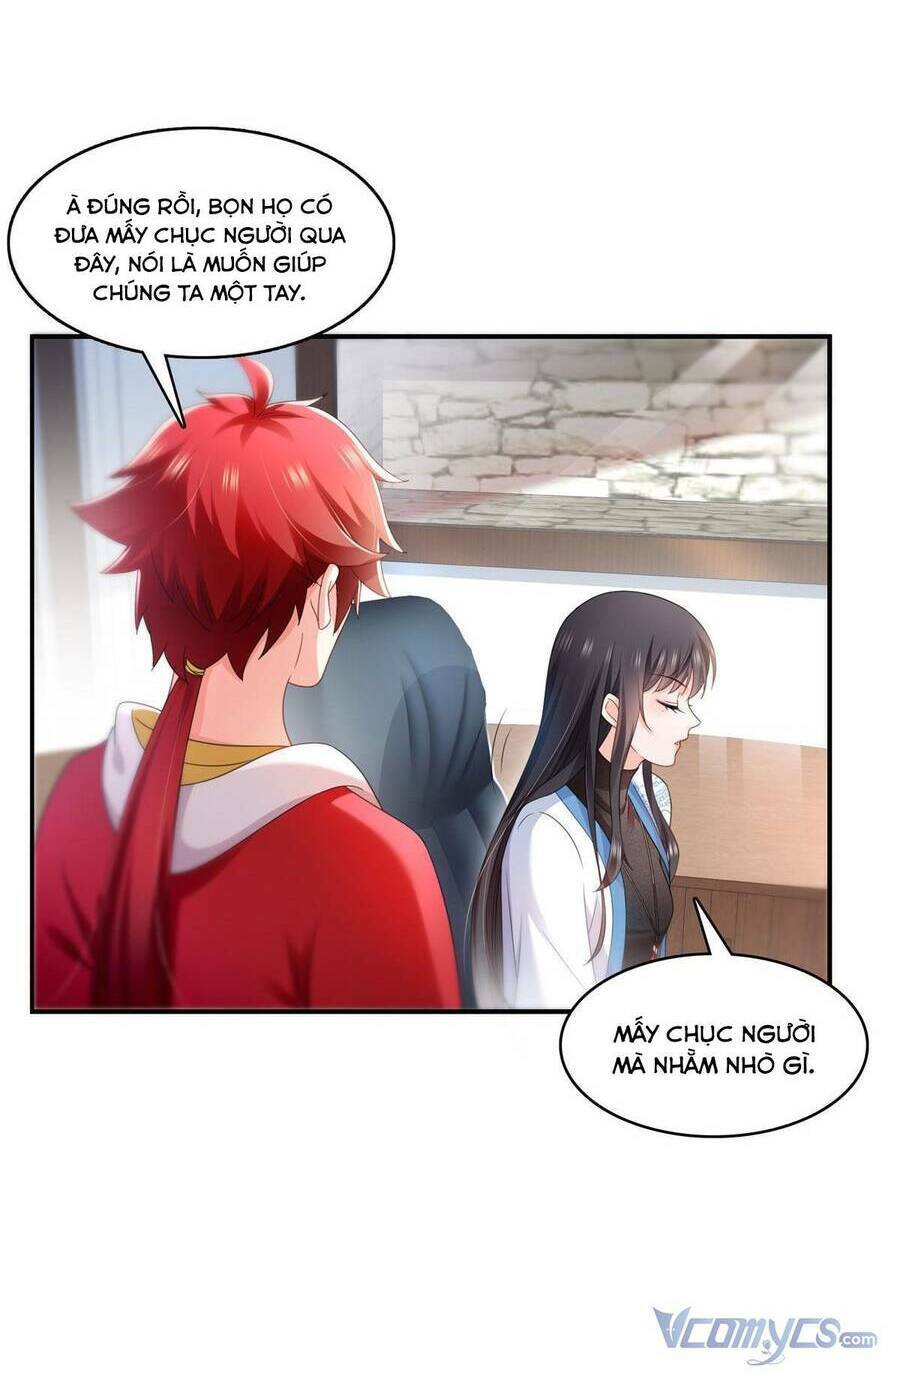 À ĐÚNG RỒI, BỌN HỌ CÓ
ĐƯA MẤY CHỤC NGƯỜI QUA
ĐÂY, NÓI LÀ MUỐN GIÚP
CHÚNG TA MỘT TAY.
MẤY CHỤC NGƯỜI
MÀ NHẰM NHÒ GÌ.
VCOMYCS.com